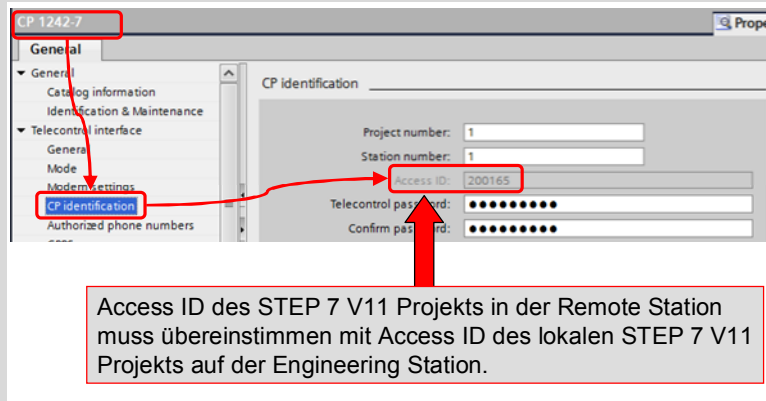 CP 1242-7
Prope
General
General
Catalog information
Identification & Maintenance
Telecontrol interface
General
Mode
Modem settings
CP identification
Authorized phone numbers
CP identification
Project number: 1
Station number: 1
Access ID: 200165
Telecontrol password: ●●●●●●●●●
Confirm password: ●●●●●●●●●
Access ID des STEP 7 V11 Projekts in der Remote Station
muss übereinstimmen mit Access ID des lokalen STEP 7 V11
Projekts auf der Engineering Station.